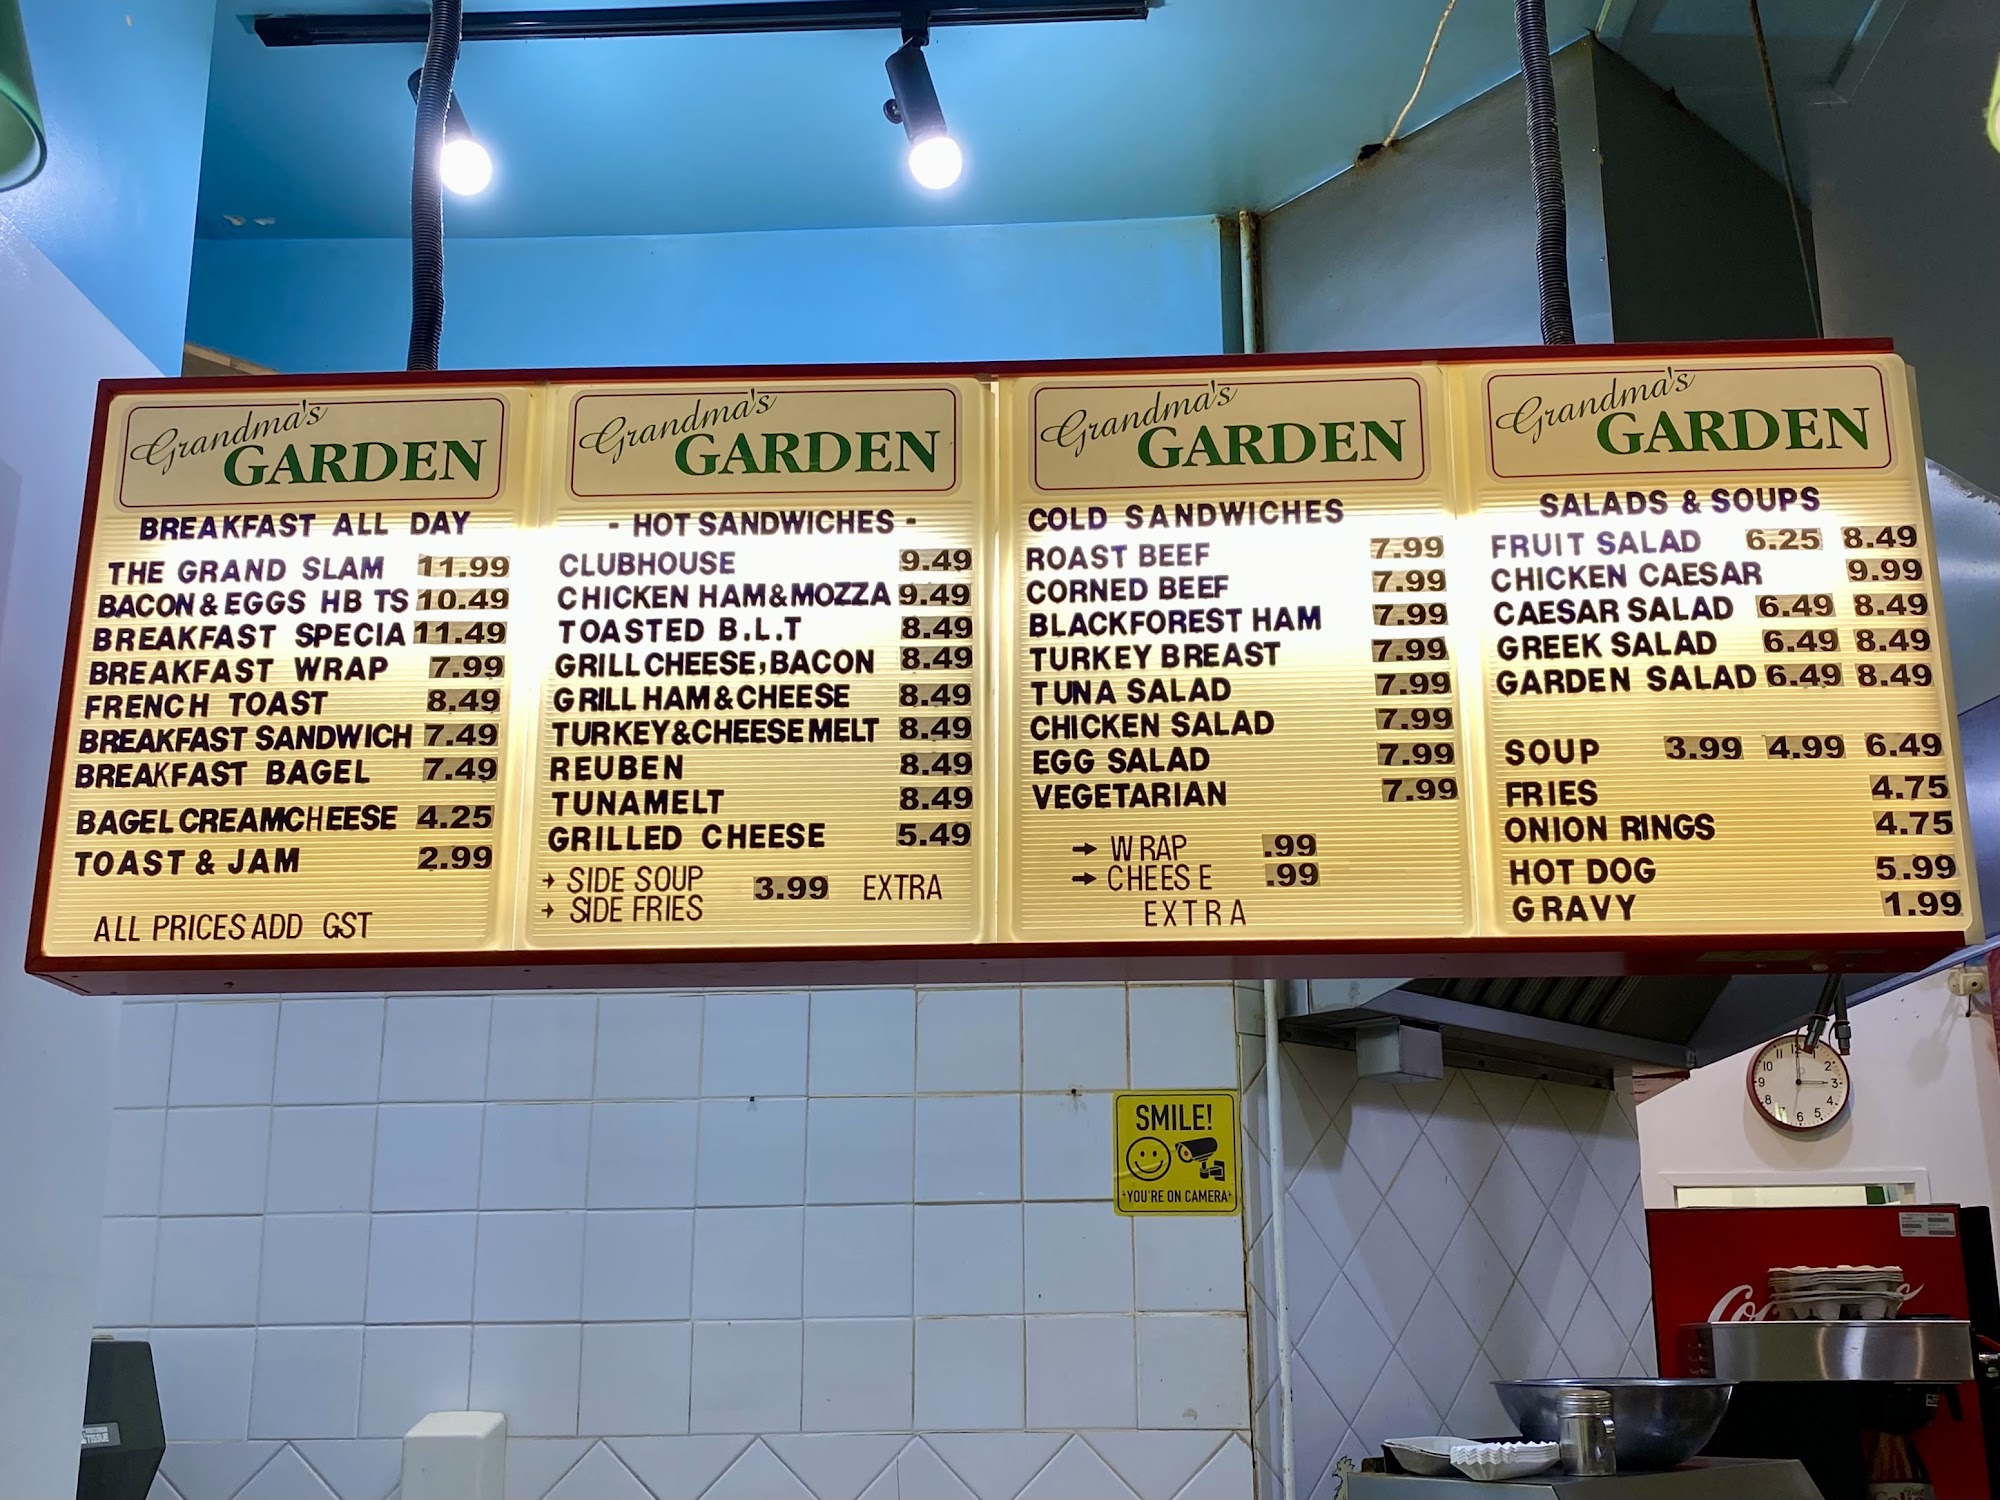 Grandma's
GARDEN
BREAKFAST ALL DAY
THE GRAND SLAM 11.99
BACON & EGGS HB TS 10.49
BREAKFAST SPECIA 11.49
BREAKFAST WRAP 7.99
FRENCH TOAST 8.49
BREAKFAST SANDWICH 7.49
BREAKFAST BAGEL 7.49
BAGEL CREAMCHEESE 4.25
TOAST & JAM 2.99
ALL PRICES ADD GST
Grandma's
GARDEN
- HOT SANDWICHES -
CLUBHOUSE 9.49
CHICKEN HAM & MOZZA 9.49
TOASTED B.L.T 8.49
GRILL CHEESE, BACON 8.49
GRILL HAM & CHEESE 8.49
TURKEY & CHEESE MELT 8.49
REUBEN 8.49
TUNAMELT 8.49
GRILLED CHEESE 5.49
→ SIDE SOUP 3.99 EXTRA
→ SIDE FRIES
Grandma's
GARDEN
COLD SANDWICHES
ROAST BEEF 7.99
CORNED BEEF 7.99
BLACKFOREST HAM 7.99
TURKEY BREAST 7.99
TUNA SALAD 7.99
CHICKEN SALAD 7.99
EGG SALAD 7.99
VEGETARIAN 7.99
→ WRAP .99
→ CHEESE .99
EXTRA
Grandma's
GARDEN
SALADS & SOUPS
FRUIT SALAD 6.25 8.49
CHICKEN CAESAR 9.99
CAESAR SALAD 6.49 8.49
GREEK SALAD 6.49 8.49
GARDEN SALAD 6.49 8.49
SOUP 3.99 4.99 6.49
FRIES 4.75
ONION RINGS 4.75
HOT DOG 5.99
GRAVY 1.99
SMILE!
YOU'RE ON CAMERA
12
2
3
4
5
6
8
9
10
11